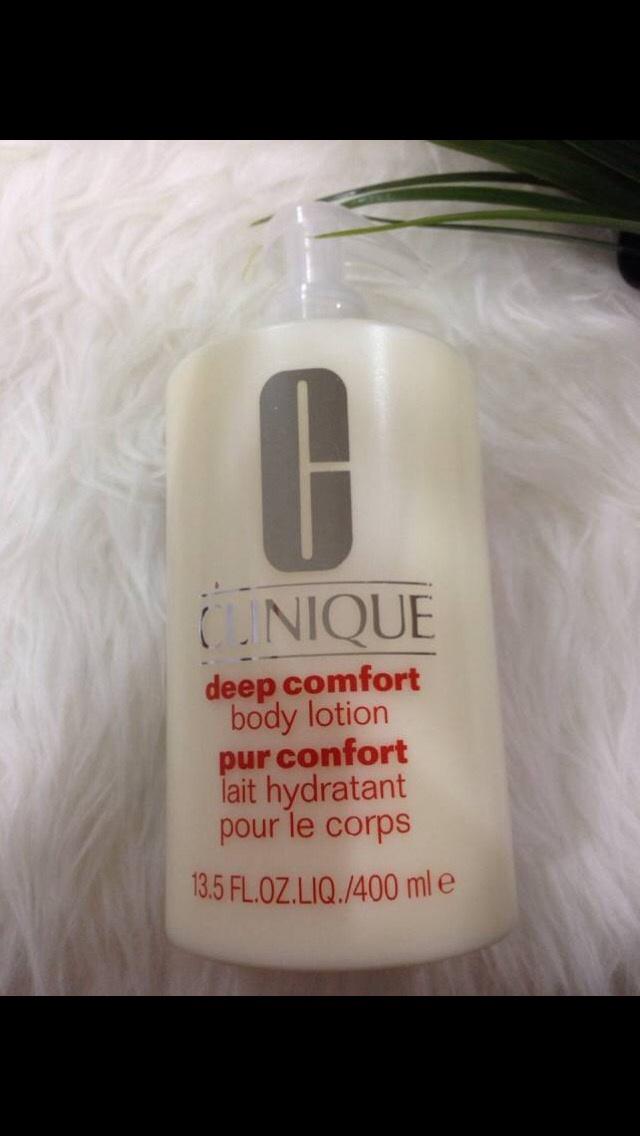 C
CLINIQUE
deep comfort
body lotion
pur confort
lait hydratant
pour le corps
13.5 FL.OZ.LIQ./400 ml ℮